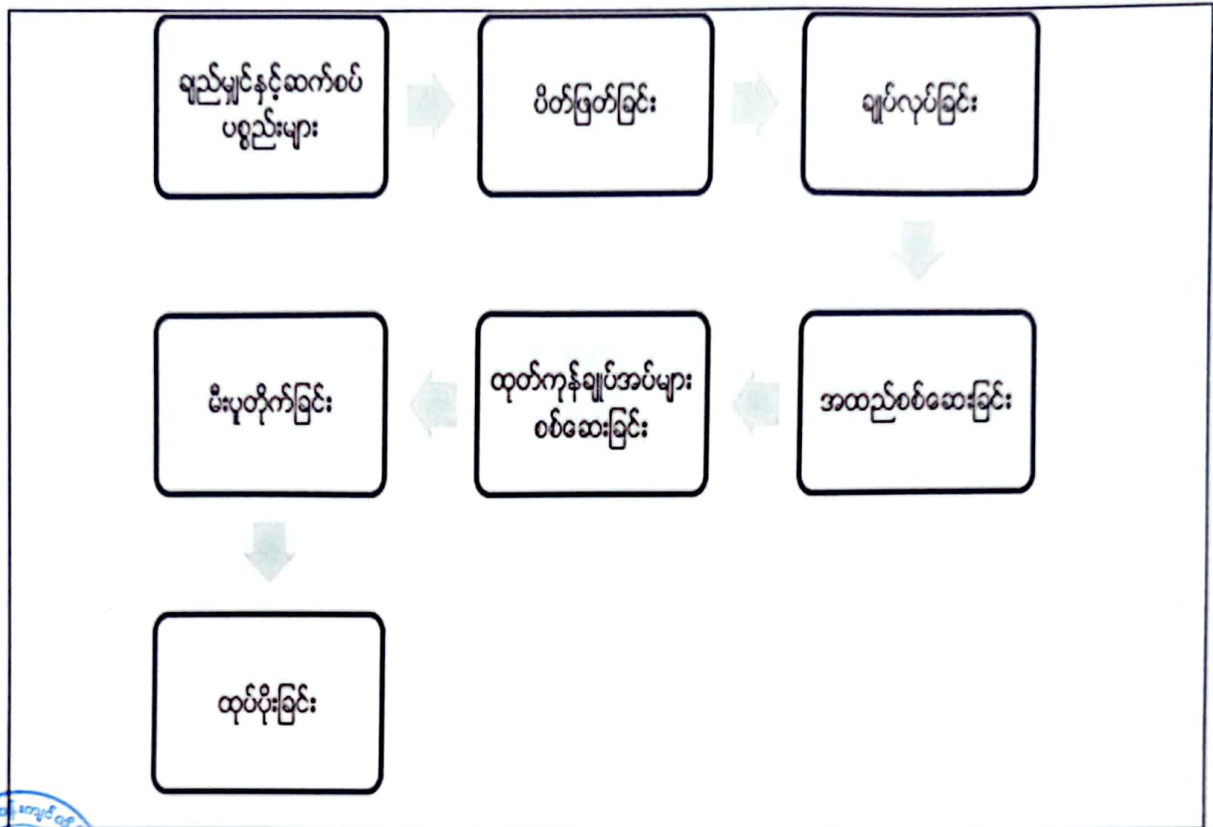 ချည်မျှင်နှင့်ဆက်စပ်
ပစ္စည်းများ
ပိတ်ဖြတ်ခြင်း
ချုပ်လုပ်ခြင်း
အထည်စစ်ဆေးခြင်း
ထုတ်ကုန်ချုပ်အပ်များ
စစ်ဆေးခြင်း
မီးပူတိုက်ခြင်း
ထုပ်ပိုးခြင်း